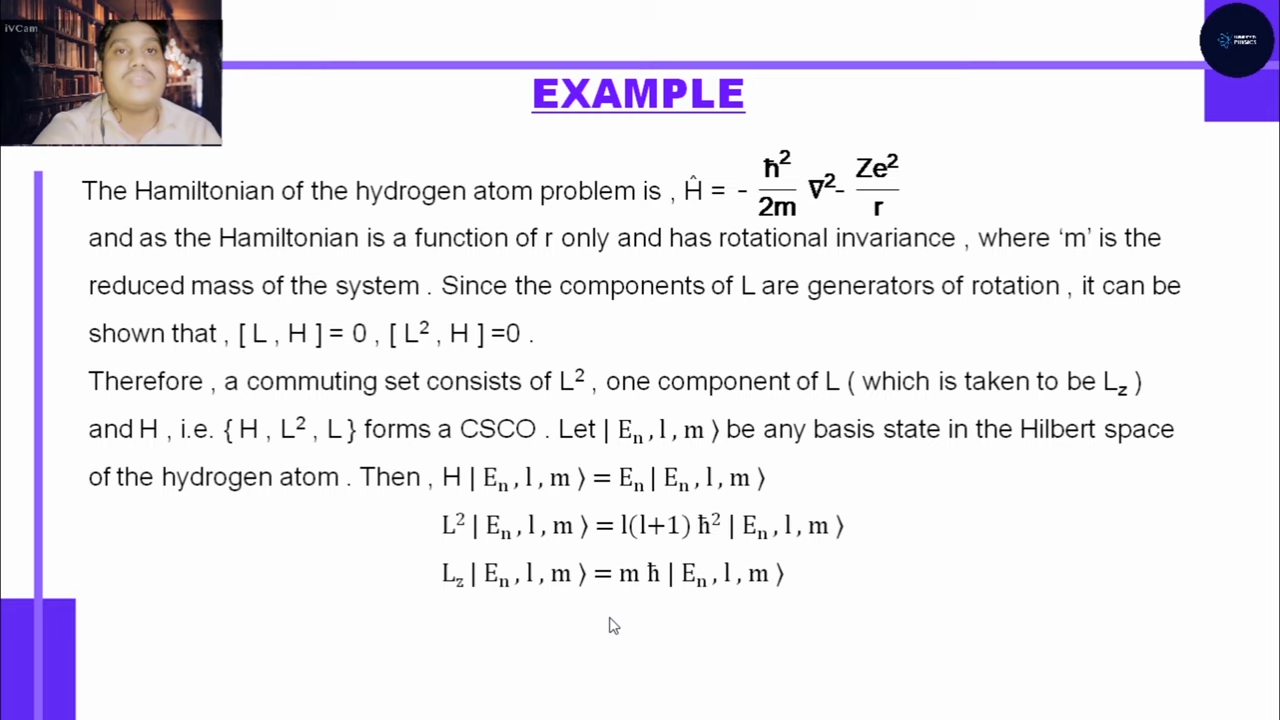 iVCam
EXAMPLE
The Hamiltonian of the hydrogen atom problem is , Ĥ = - ħ²/2m ∇²- Ze²/r
and as the Hamiltonian is a function of r only and has rotational invariance , where ‘m’ is the
reduced mass of the system . Since the components of L are generators of rotation , it can be
shown that , [ L , H ] = 0 , [ L² , H ] =0 .
Therefore , a commuting set consists of L² , one component of L ( which is taken to be L_z )
and H , i.e. { H , L² , L } forms a CSCO . Let | Eₙ , l , m ⟩ be any basis state in the Hilbert space
of the hydrogen atom . Then , H | Eₙ , l , m ⟩ = Eₙ | Eₙ , l , m ⟩
L² | Eₙ , l , m ⟩ = l(l+1) ħ² | Eₙ , l , m ⟩
L_z | Eₙ , l , m ⟩ = m ħ | Eₙ , l , m ⟩